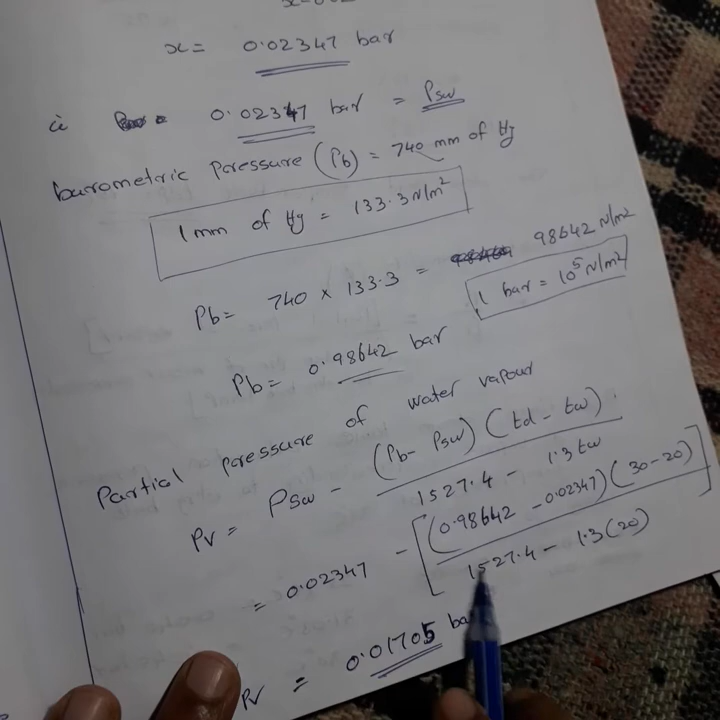 x = 0.02347 bar
is 0.02347 bar = Psw
barometric pressure (Pb) = 740 mm of Hg
1 mm of Hg = 133.3 N/m²
Pb = 740 × 133.3 = 98642 N/m²
1 bar = 10⁵ N/m²
Pb = 0.98642 bar
Partial pressure of water vapour
Pv = Psw - (Pb - Psw) (td - tw) / 1527.4 - 1.3 tw
= 0.02347 - [(0.98642 - 0.02347) (30 - 20) / 1527.4 - 1.3 (20)]
Pv = 0.01705 ba